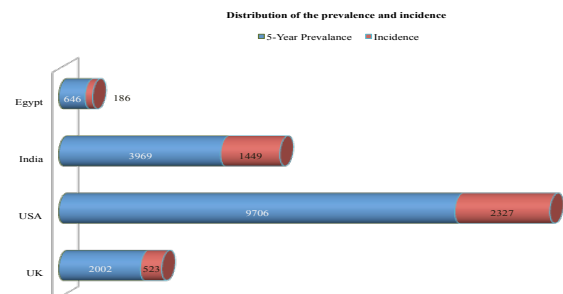 Distribution of the prevalence and incidence
5-Year Prevalance Incidence
Egypt 646 186
India 3969 1449
USA 9706 2327
UK 2002 523